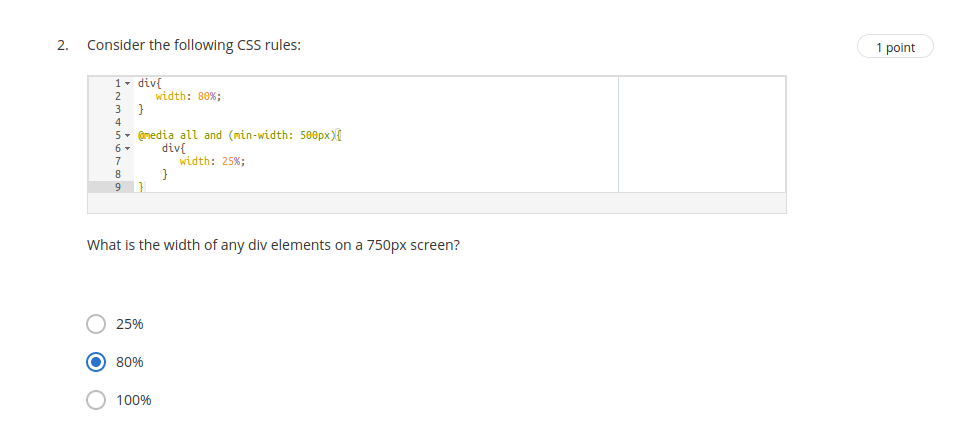 2. Consider the following CSS rules:
1 point
1 div{
2 width: 80%;
3 }
4
5 @media all and (min-width: 500px){
6 div{
7 width: 25%;
8 }
9 }
What is the width of any div elements on a 750px screen?
25%
80%
100%